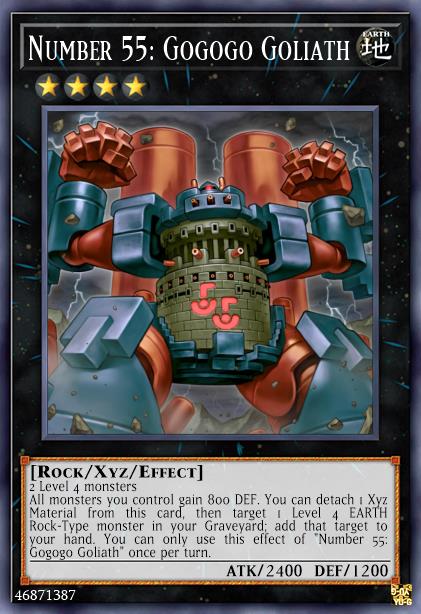 NUMBER 55: GOGOGO GOLIATH
EARTH
地
55
[ROCK/XYZ/EFFECT]
2 Level 4 monsters
All monsters you control gain 800 DEF. You can detach 1 Xyz
Material from this card, then target 1 Level 4 EARTH
Rock-Type monster in your Graveyard; add that target to
your hand. You can only use this effect of "Number 55:
Gogogo Goliath" once per turn.
ATK/2400 DEF/1200
46871387